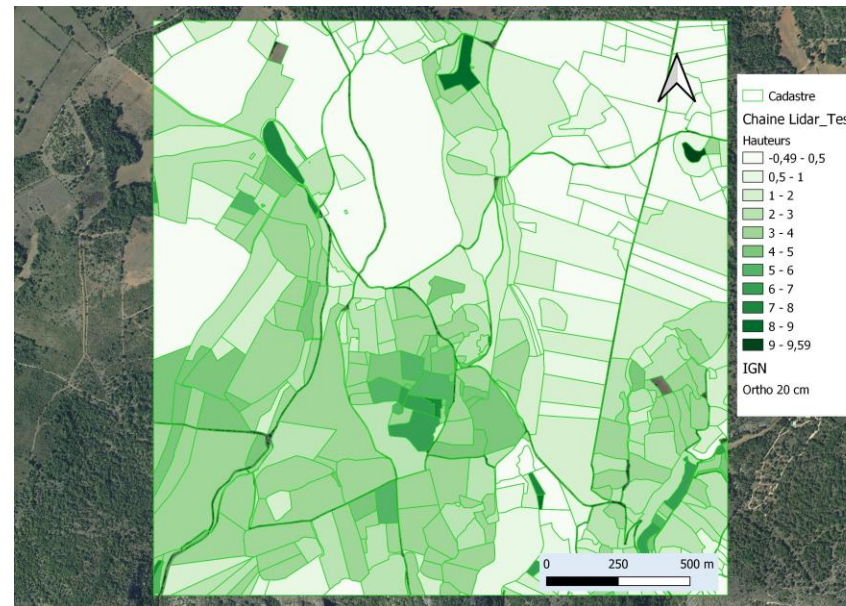 Cadastre
Chaine Lidar_Tes
Hauteurs
-0,49 - 0,5
0,5 - 1
1 - 2
2 - 3
3 - 4
4 - 5
5 - 6
6 - 7
7 - 8
8 - 9
9 - 9,59
IGN
Ortho 20 cm
0 250 500 m